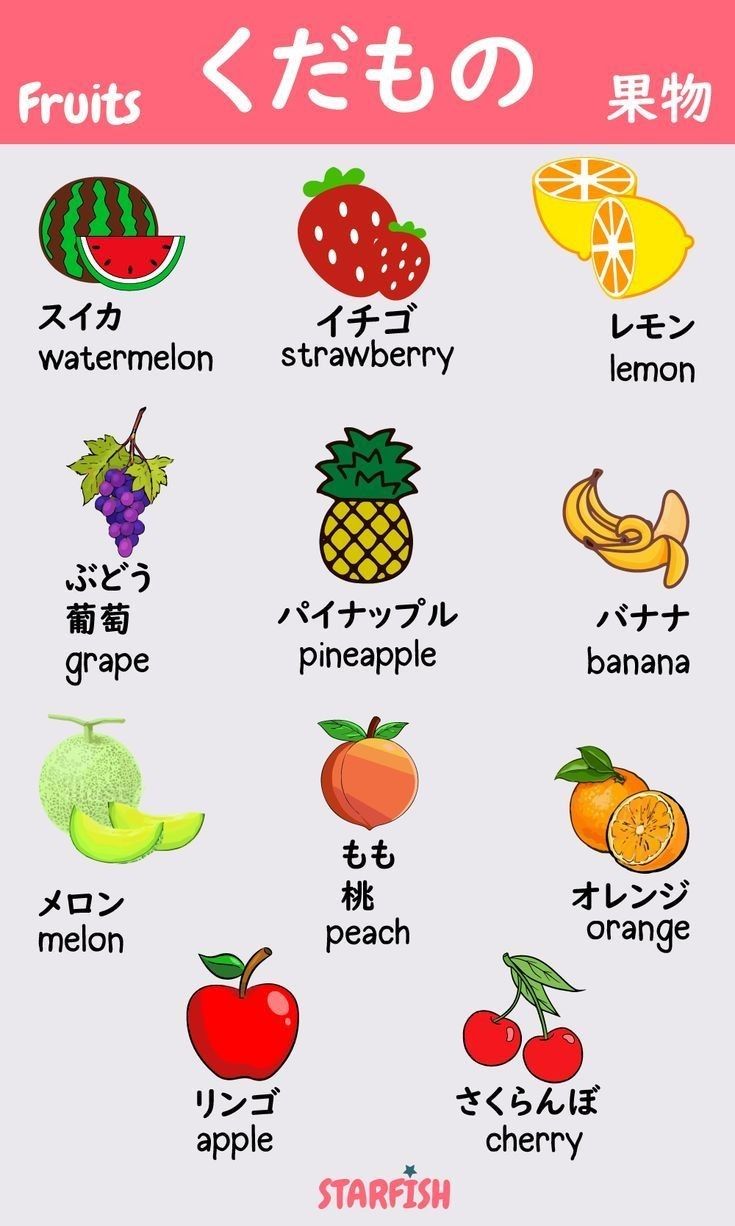 Fruits
くだもの
果物
スイカ
watermelon
イチゴ
strawberry
レモン
lemon
ぶどう
葡萄
grape
パイナップル
pineapple
バナナ
banana
メロン
melon
もも
桃
peach
オレンジ
orange
リンゴ
apple
さくらんぼ
cherry
STARFISH